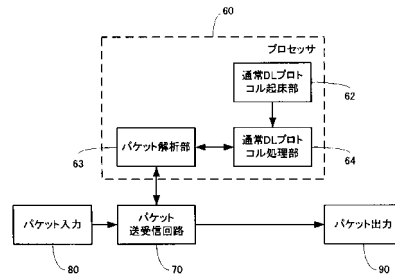 60
プロセッサ
通常DLプロト
コル起床部
62
パケット解析部
63
通常DLプロト
コル処理部
64
パケット入力
80
パケット
送受信回路
70
パケット出力
90